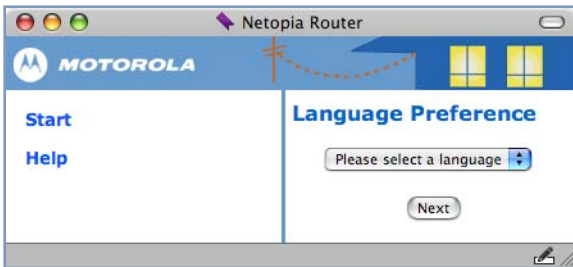 Netopia Router
MOTOROLA
Start
Help
Language Preference
Please select a language
Next